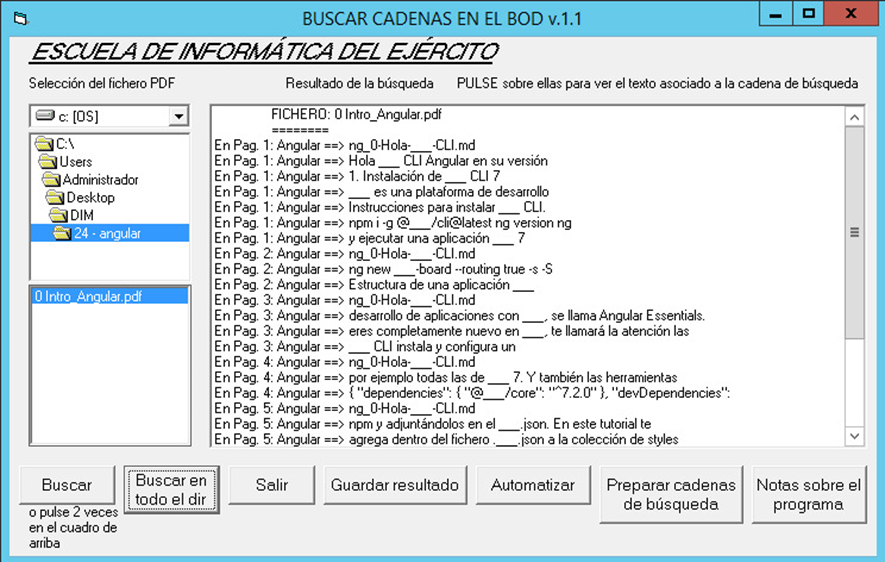 BUSCAR CADENAS EN EL BOD v.1.1
ESCUELA DE INFORMÁTICA DEL EJÉRCITO
Selección del fichero PDF
Resultado de la búsqueda
PULSE sobre ellas para ver el texto asociado a la cadena de búsqueda
c: [OS]
C:\
Users
Administrador
Desktop
DIM
24 - angular
0 Intro_Angular.pdf
FICHERO: 0 Intro_Angular.pdf
========
En Pag. 1: Angular ==> ng_0-Hola-___-CLI.md
En Pag. 1: Angular ==> Hola ___ CLI Angular en su versión
En Pag. 1: Angular ==> 1. Instalación de ___ CLI 7
En Pag. 1: Angular ==> ___ es una plataforma de desarrollo
En Pag. 1: Angular ==> Instrucciones para instalar ___ CLI.
En Pag. 1: Angular ==> npm i -g @___/cli@latest ng version ng
En Pag. 1: Angular ==> y ejecutar una aplicación ___ 7
En Pag. 2: Angular ==> ng_0-Hola-___-CLI.md
En Pag. 2: Angular ==> ng new ___-board --routing true -s -S
En Pag. 2: Angular ==> Estructura de una aplicación ___
En Pag. 3: Angular ==> ng_0-Hola-___-CLI.md
En Pag. 3: Angular ==> desarrollo de aplicaciones con ___, se llama Angular Essentials.
En Pag. 3: Angular ==> eres completamente nuevo en ___, te llamará la atención las
En Pag. 3: Angular ==> ___ CLI instala y configura un
En Pag. 4: Angular ==> ng_0-Hola-___-CLI.md
En Pag. 4: Angular ==> por ejemplo todas las de ___ 7. Y también las herramientas
En Pag. 4: Angular ==> { "dependencies": { "@___/core": "^7.2.0" }, "devDependencies":
En Pag. 5: Angular ==> ng_0-Hola-___-CLI.md
En Pag. 5: Angular ==> npm y adjuntándolos en el ___.json. En este tutorial te
En Pag. 5: Angular ==> agrega dentro del fichero .___.json a la colección de styles
Buscar
Buscar en
todo el dir
Salir
Guardar resultado
Automatizar
Preparar cadenas
de búsqueda
Notas sobre el
programa
o pulse 2 veces
en el cuadro de
arriba